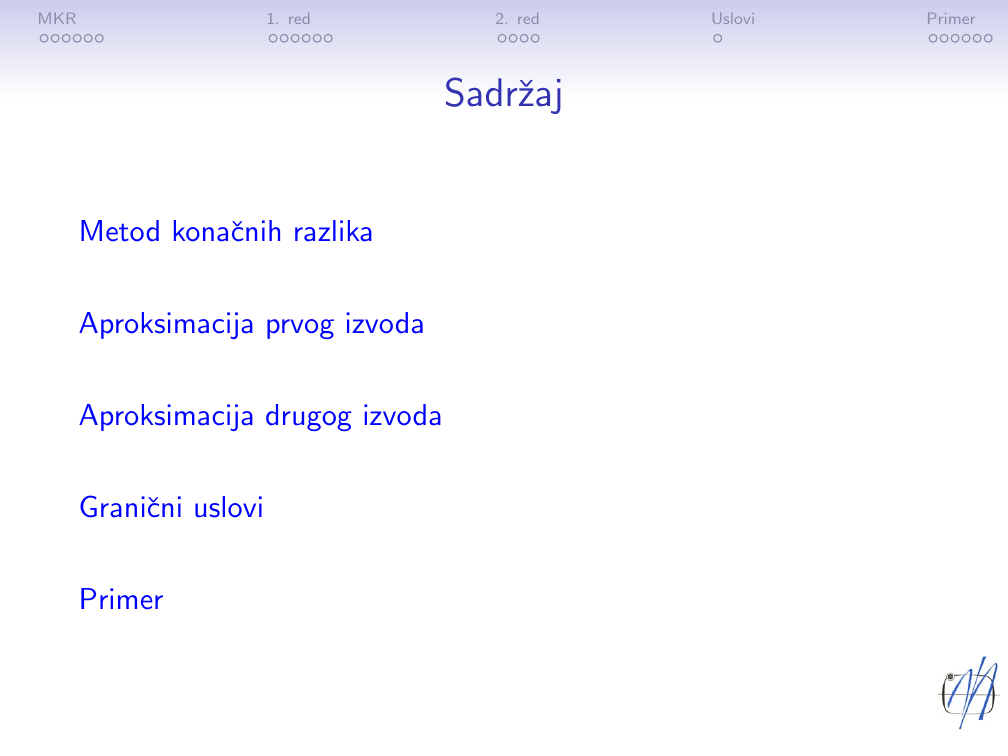 MKR 1. red 2. red Uslovi Primer
Sadržaj
Metod konačnih razlika
Aproksimacija prvog izvoda
Aproksimacija drugog izvoda
Granični uslovi
Primer